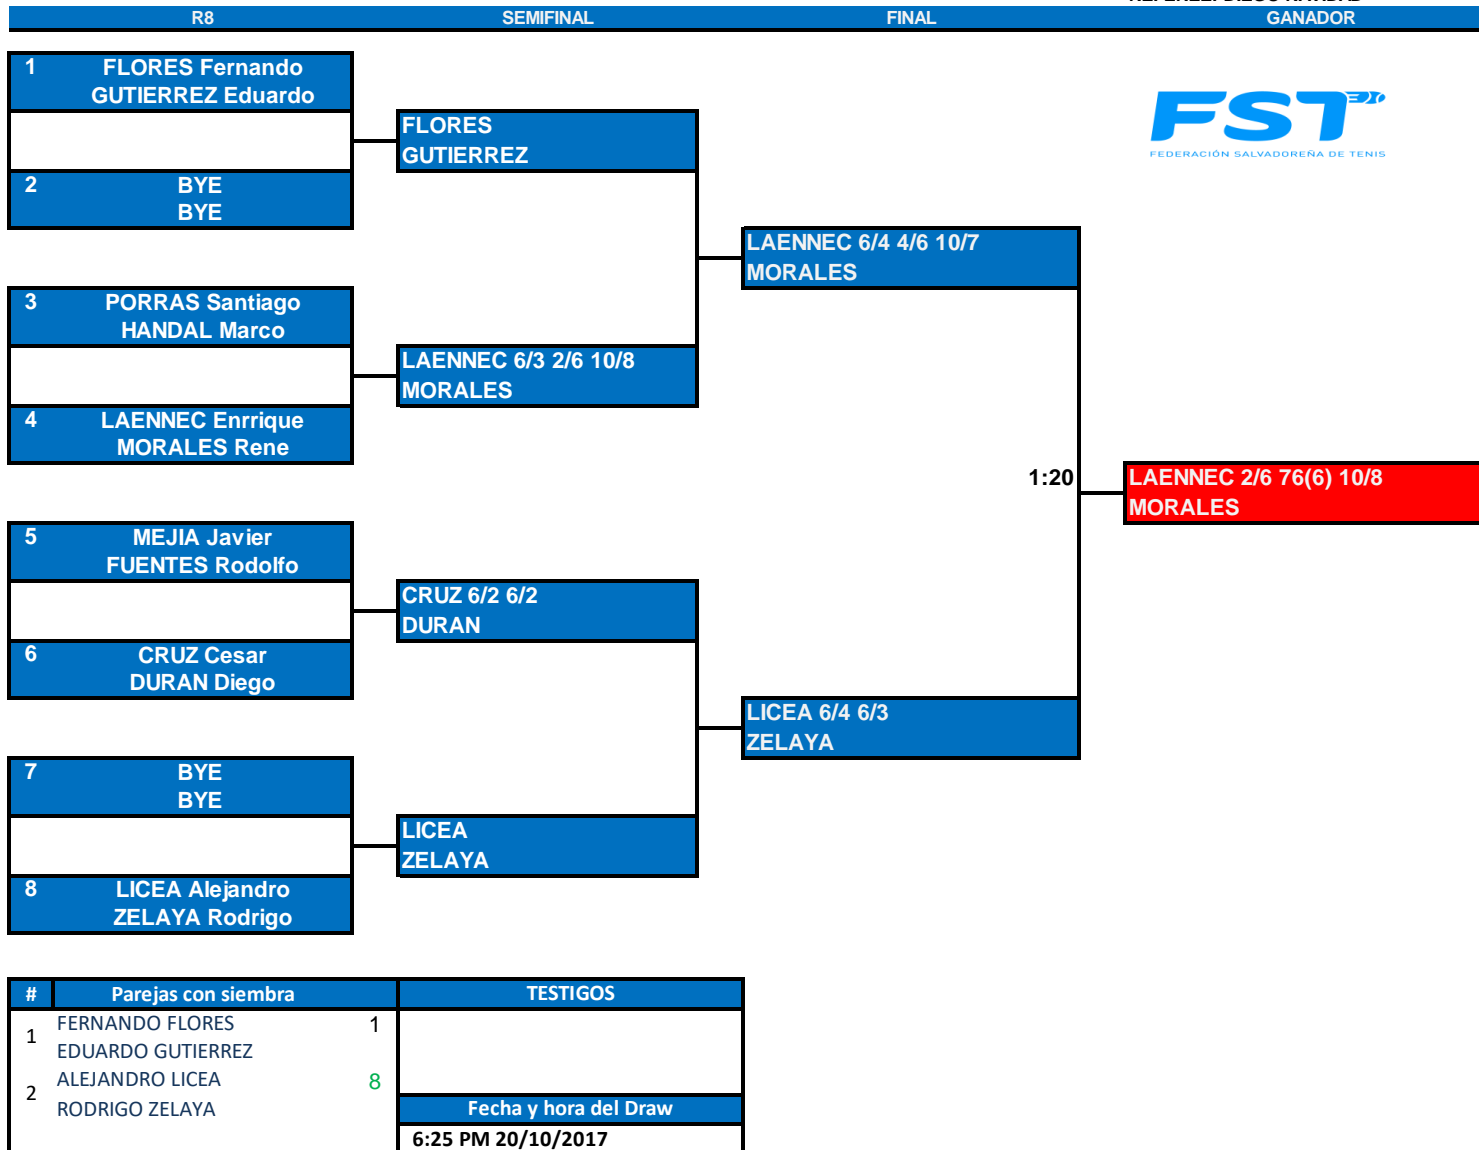 R8 SEMIFINAL FINAL GANADOR
1 FLORES Fernando
GUTIERREZ Eduardo
FLORES
GUTIERREZ
2 BYE
BYE
FST
FEDERACIÓN SALVADOREÑA DE TENIS
LAENNEC 6/4 4/6 10/7
MORALES
3 PORRAS Santiago
HANDAL Marco
LAENNEC 6/3 2/6 10/8
MORALES
4 LAENNEC Enrrique
MORALES Rene
1:20
LAENNEC 2/6 76(6) 10/8
MORALES
5 MEJIA Javier
FUENTES Rodolfo
CRUZ 6/2 6/2
DURAN
6 CRUZ Cesar
DURAN Diego
LICEA 6/4 6/3
ZELAYA
7 BYE
BYE
LICEA
ZELAYA
8 LICEA Alejandro
ZELAYA Rodrigo
# Parejas con siembra TESTIGOS
1 FERNANDO FLORES 1
EDUARDO GUTIERREZ
2 ALEJANDRO LICEA 8
RODRIGO ZELAYA
Fecha y hora del Draw
6:25 PM 20/10/2017